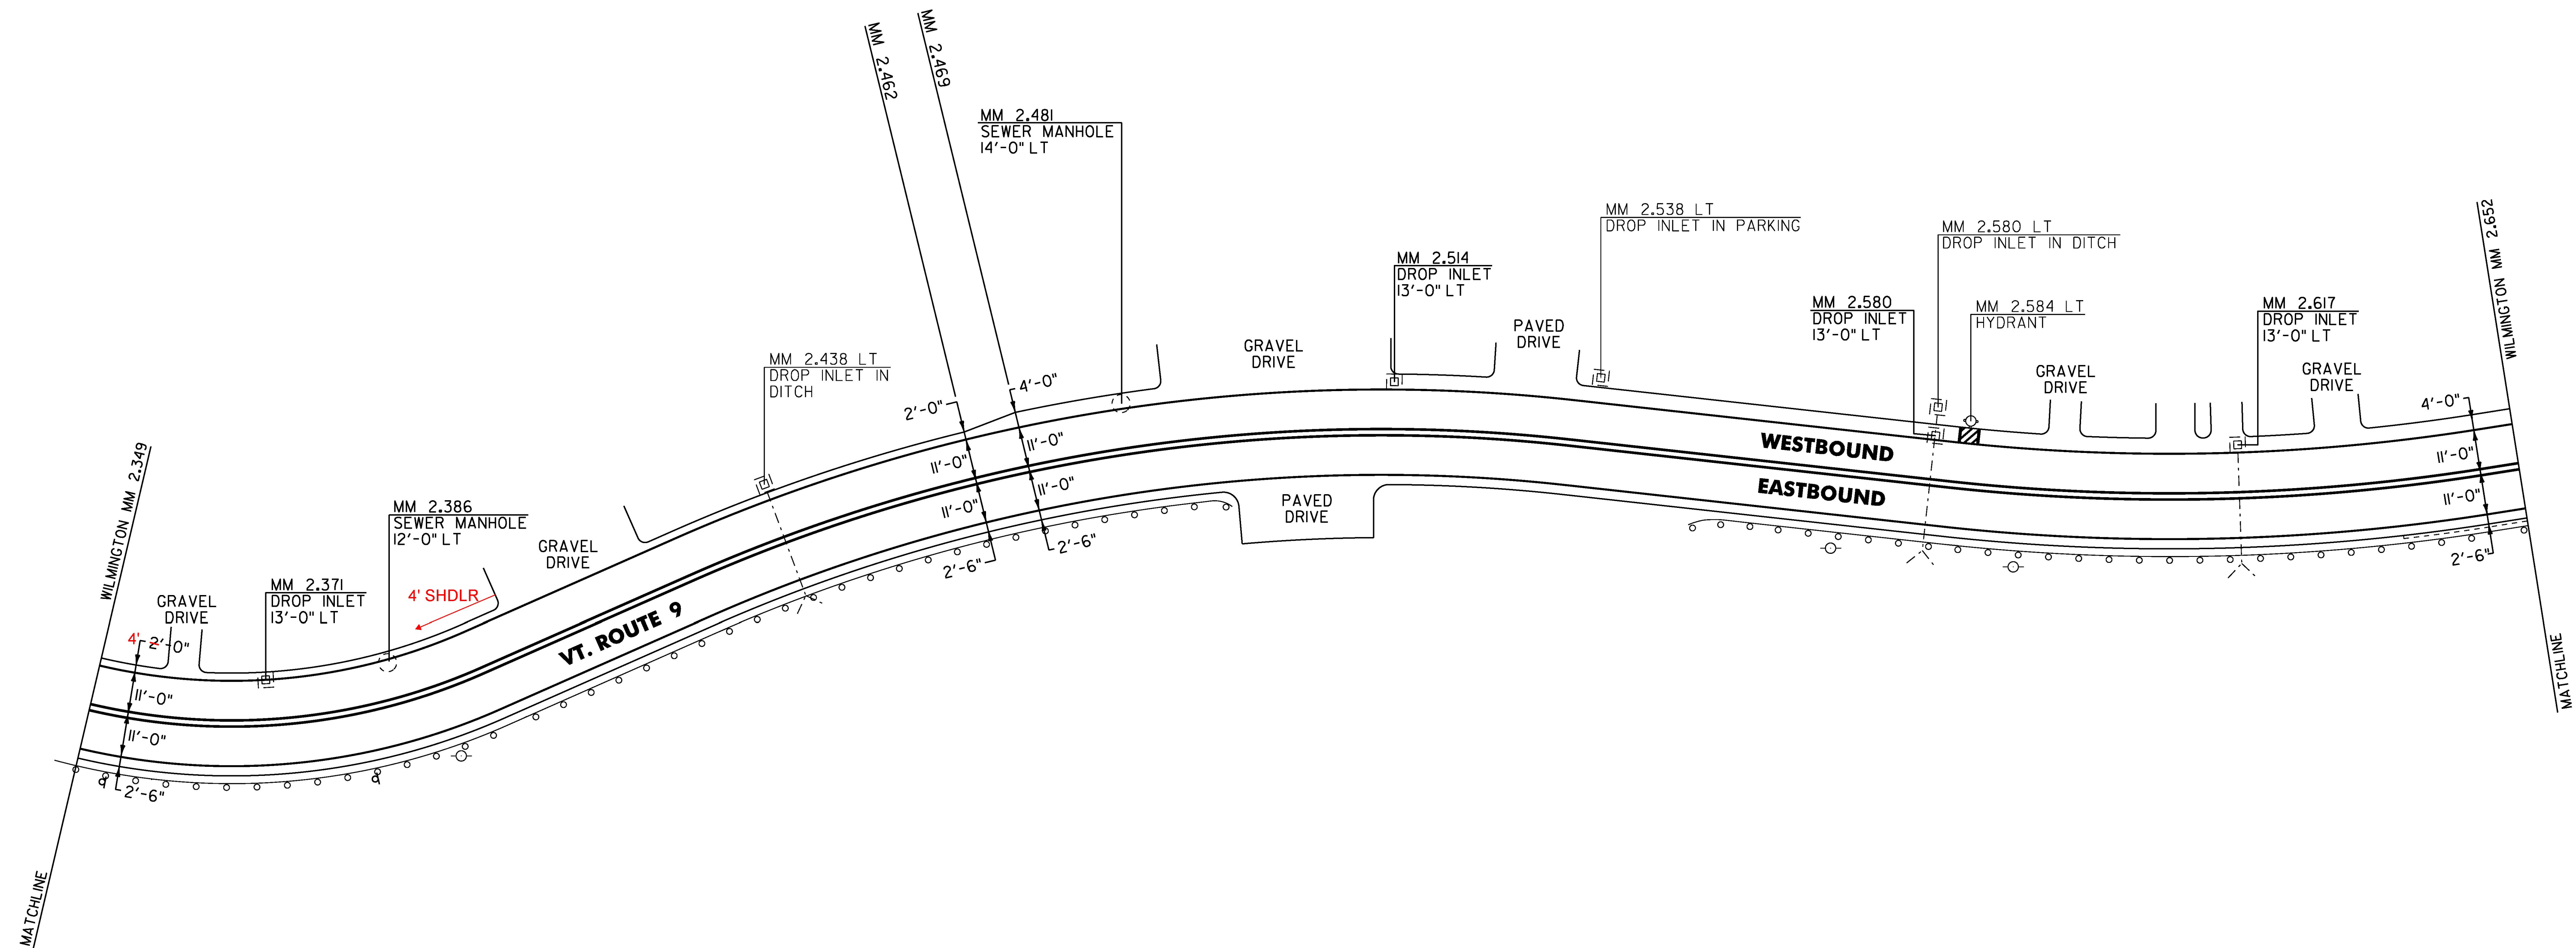 MM 2.462
MM 2.469
MM 2.481
SEWER MANHOLE
14'-0" LT
MM 2.538 LT
DROP INLET IN PARKING
MM 2.580 LT
DROP INLET IN DITCH
MM 2.514
DROP INLET
13'-0" LT
MM 2.580
DROP INLET
13'-0" LT
MM 2.584 LT
HYDRANT
MM 2.617
DROP INLET
13'-0" LT
WILMINGTON MM 2.652
MATCHLINE
PAVED
DRIVE
GRAVEL
DRIVE
GRAVEL
DRIVE
GRAVEL
DRIVE
MM 2.438 LT
DROP INLET IN
DITCH
2'-0"
4'-0"
11'-0"
11'-0"
11'-0"
11'-0"
2'-6"
2'-6"
4'-0"
11'-0"
11'-0"
2'-6"
WESTBOUND
EASTBOUND
PAVED
DRIVE
WILMINGTON MM 2.349
MATCHLINE
MM 2.386
SEWER MANHOLE
12'-0" LT
GRAVEL
DRIVE
4' SHDLR
MM 2.371
DROP INLET
13'-0" LT
GRAVEL
DRIVE
4'
2'-0"
11'-0"
11'-0"
2'-6"
VT. ROUTE 9